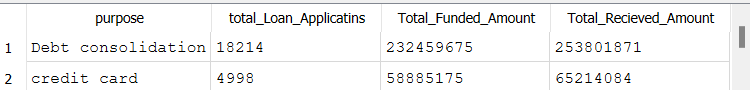 purpose total_Loan_Applicatins Total_Funded_Amount Total_Recieved_Amount
1 Debt consolidation 18214 232459675 253801871
2 credit card 4998 58885175 65214084